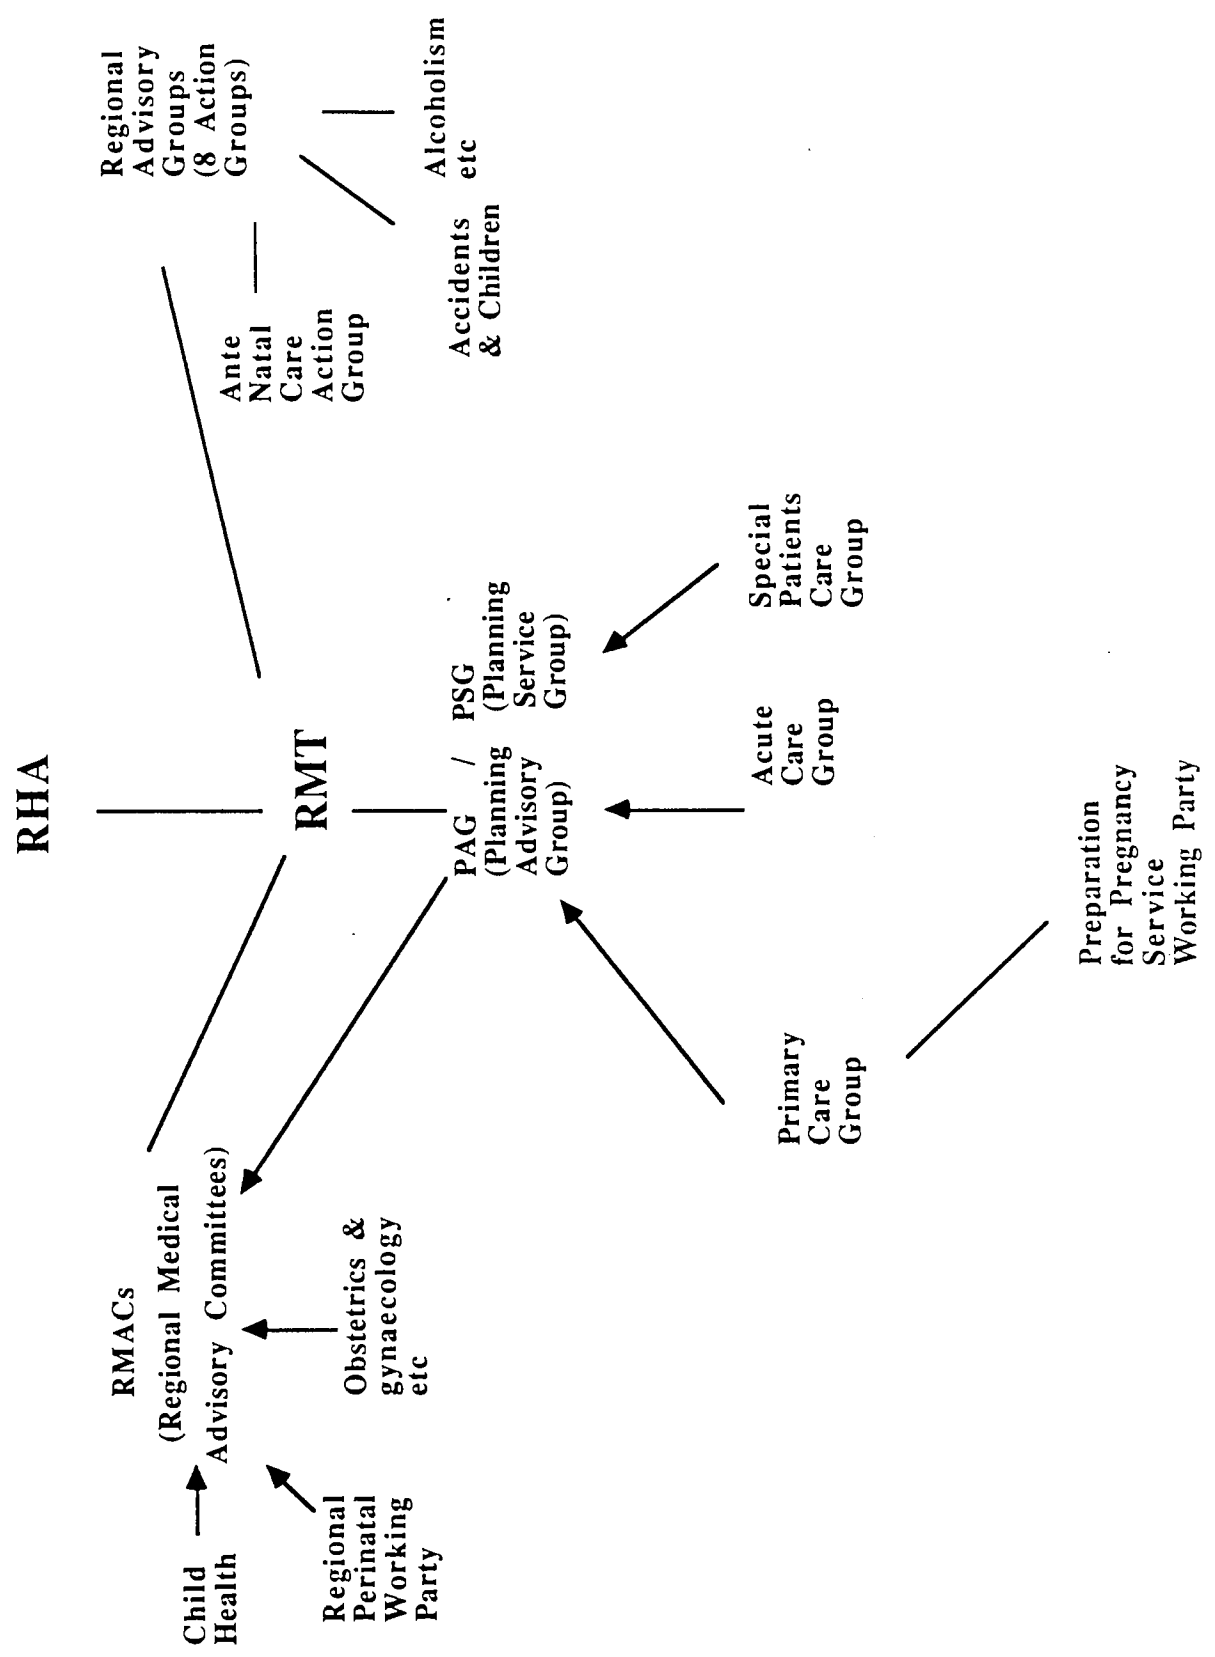 RHA
RMT
RMACs
(Regional Medical
Advisory Committees)
Child
Health
Regional
Perinatal
Working
Party
Obstetrics &
gynaecology
etc
PAG / PSG
(Planning
Advisory
Group)
(Planning
Service
Group)
Regional
Advisory
Groups
(8 Action
Groups)
Ante
Natal
Care
Action
Group
Accidents
& Children
Alcoholism
etc
Primary
Care
Group
Acute
Care
Group
Special
Patients
Care
Group
Preparation
for Pregnancy
Service
Working Party